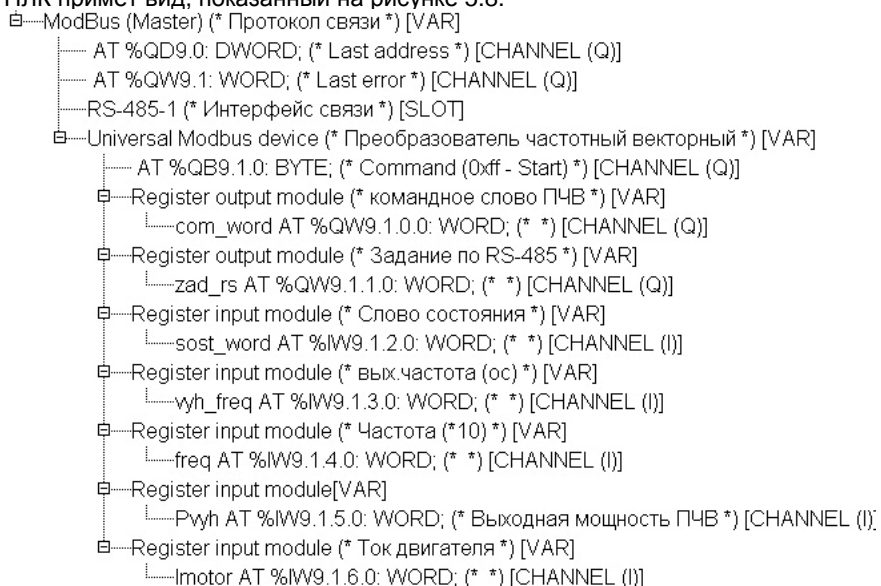 ПЛК примет вид, показанный на рисунке 5.8.
ModBus (Master) (* Протокол связи *) [VAR]
AT %QD9.0: DWORD; (* Last address *) [CHANNEL (Q)]
AT %QW9.1: WORD; (* Last error *) [CHANNEL (Q)]
RS-485-1 (* Интерфейс связи *) [SLOT]
Universal Modbus device (* Преобразователь частотный векторный *) [VAR]
AT %QB9.1.0: BYTE; (* Command (0xff - Start) *) [CHANNEL (Q)]
Register output module (* командное слово ПЧВ *) [VAR]
com_word AT %QW9.1.0.0: WORD; (* *) [CHANNEL (Q)]
Register output module (* Задание по RS-485 *) [VAR]
zad_rs AT %QW9.1.1.0: WORD; (* *) [CHANNEL (Q)]
Register input module (* Слово состояния *) [VAR]
sost_word AT %IW9.1.2.0: WORD; (* *) [CHANNEL (I)]
Register input module (* вых.частота (ос) *) [VAR]
vyh_freq AT %IW9.1.3.0: WORD; (* *) [CHANNEL (I)]
Register input module (* Частота (*10) *) [VAR]
freq AT %IW9.1.4.0: WORD; (* *) [CHANNEL (I)]
Register input module[VAR]
Pvyh AT %IW9.1.5.0: WORD; (* Выходная мощность ПЧВ *) [CHANNEL (I)]
Register input module (* Ток двигателя *) [VAR]
Imotor AT %IW9.1.6.0: WORD; (* *) [CHANNEL (I)]